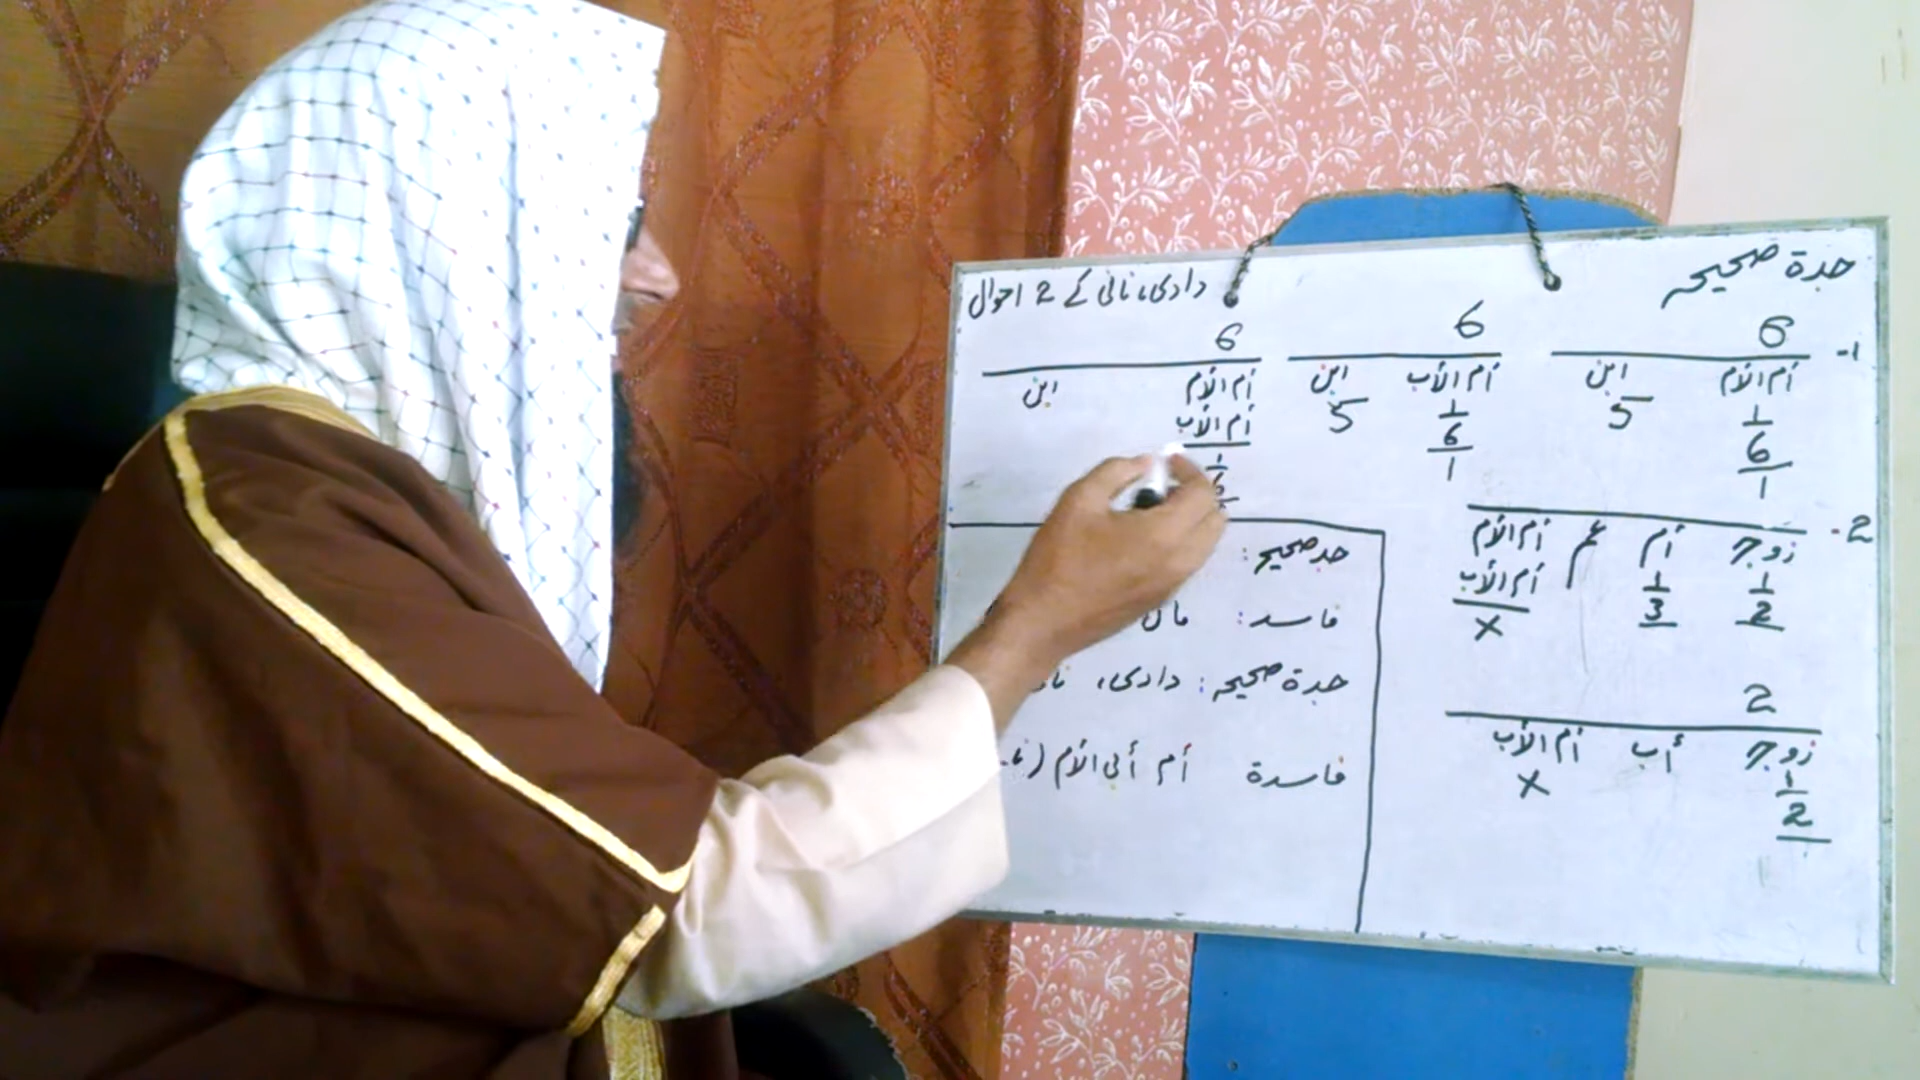 جدة صحیحہ
دادی، نانی کے 2 احوال
1-
6
أم الأم ابن
1/6 5
1
6
أم الأب ابن
1/6 5
1
6
أم الأم ابن
أم الأب
1/6
2-
زوج أم عم أم الأم
أم الأب
1/2 1/3 x
2
زوج أب أم الأب
1/2 x
جد صحیح:
فاسد:
جدة صحیحہ: دادی،
فاسدة أم أبی الأم